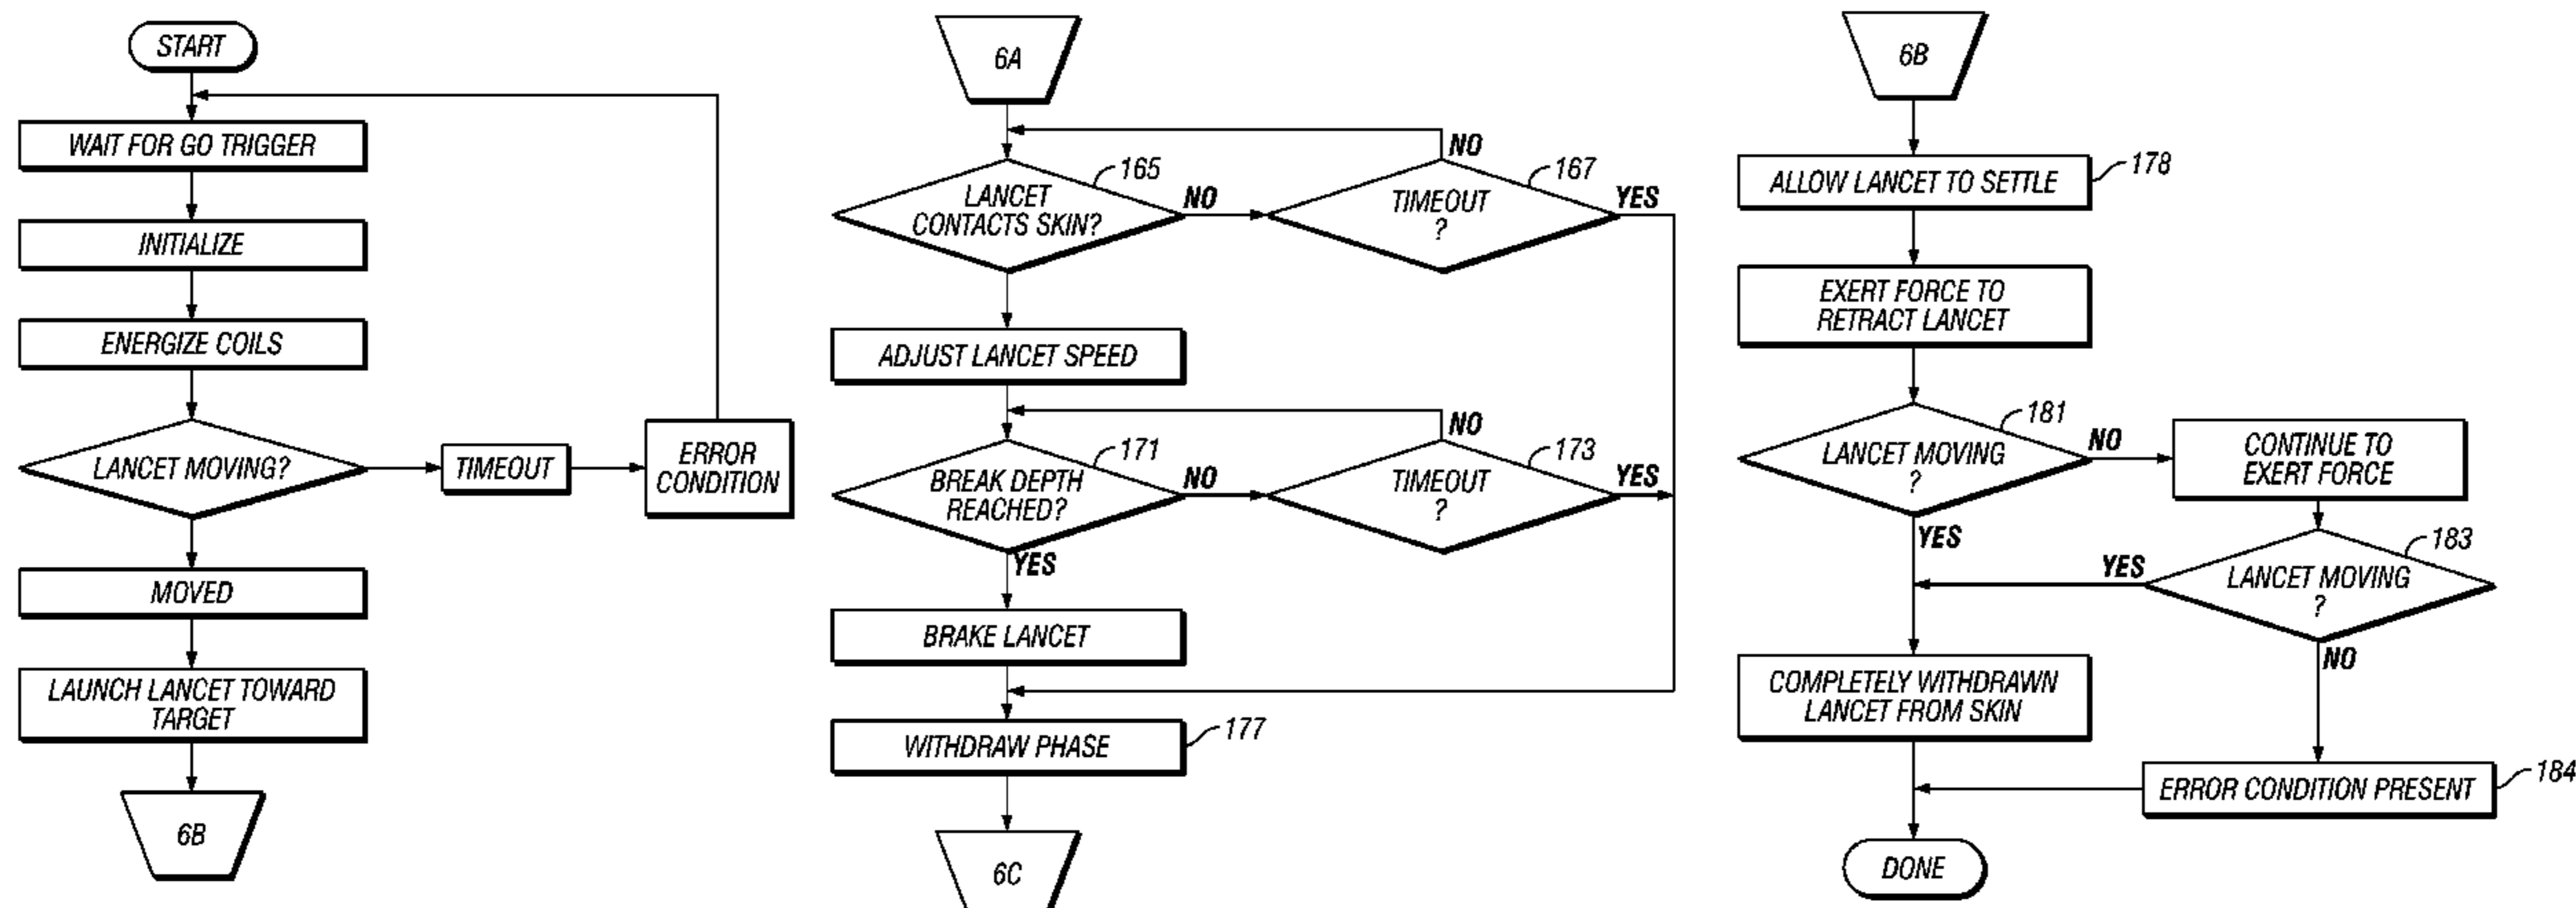 START
WAIT FOR GO TRIGGER
INITIALIZE
ENERGIZE COILS
LANCET MOVING?
TIMEOUT
ERROR
CONDITION
MOVED
LAUNCH LANCET TOWARD
TARGET
6B
6A
LANCET
CONTACTS SKIN?
165
NO
TIMEOUT
?
167
NO
YES
ADJUST LANCET SPEED
BREAK DEPTH
REACHED?
171
NO
YES
TIMEOUT
?
173
NO
YES
BRAKE LANCET
WITHDRAW PHASE
177
6C
6B
ALLOW LANCET TO SETTLE
178
EXERT FORCE TO
RETRACT LANCET
LANCET MOVING
?
181
NO
YES
CONTINUE TO
EXERT FORCE
LANCET MOVING
?
183
YES
NO
COMPLETELY WITHDRAWN
LANCET FROM SKIN
ERROR CONDITION PRESENT
184
DONE